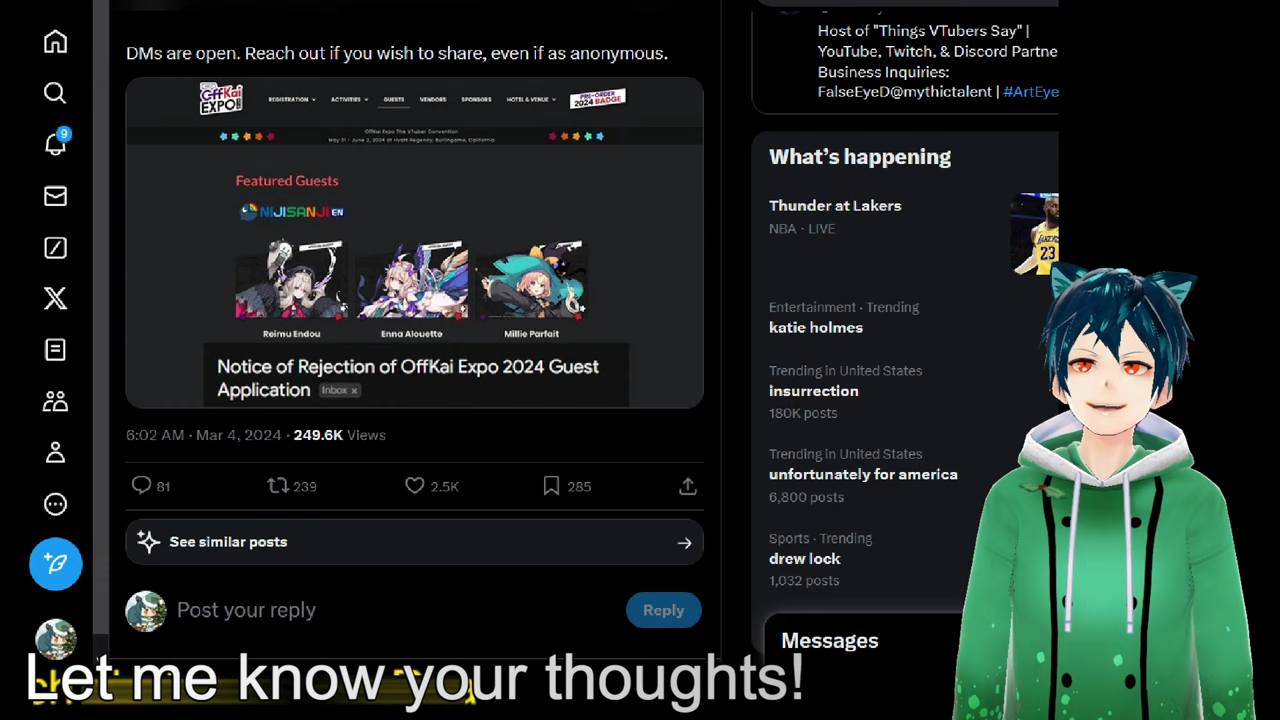 DMs are open. Reach out if you wish to share, even if as anonymous.
OffKai
EXPO
REGISTRATION
ACTIVITIES
GUESTS
VENDORS
SPONSORS
HOTEL & VENUE
PRE-ORDER
2024 BADGE
OffKai Expo The VTuber Convention
May 31 - June 2, 2024 at Hyatt Regency, Burlingame, California
Featured Guests
NIJISANJI EN
Reimu Endou
Enna Alouette
Millie Parfait
Notice of Rejection of OffKai Expo 2024 Guest
Application Inbox x
6:02 AM · Mar 4, 2024 · 249.6K Views
81
239
2.5K
285
See similar posts
Post your reply
Reply
9
Host of "Things VTubers Say" |
YouTube, Twitch, & Discord Partne
Business Inquiries:
FalseEyeD@mythictalent | #ArtEye
What's happening
Thunder at Lakers
NBA · LIVE
23
Entertainment · Trending
katie holmes
Trending in United States
insurrection
180K posts
Trending in United States
unfortunately for america
6,800 posts
Sports · Trending
drew lock
1,032 posts
Messages
Let me know your thoughts!